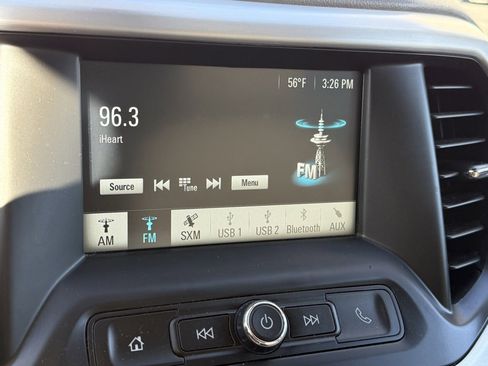 56°F 3:26 PM
96.3
iHeart
FM
Source Tune Menu
AM FM SXM USB 1 USB 2 Bluetooth AUX